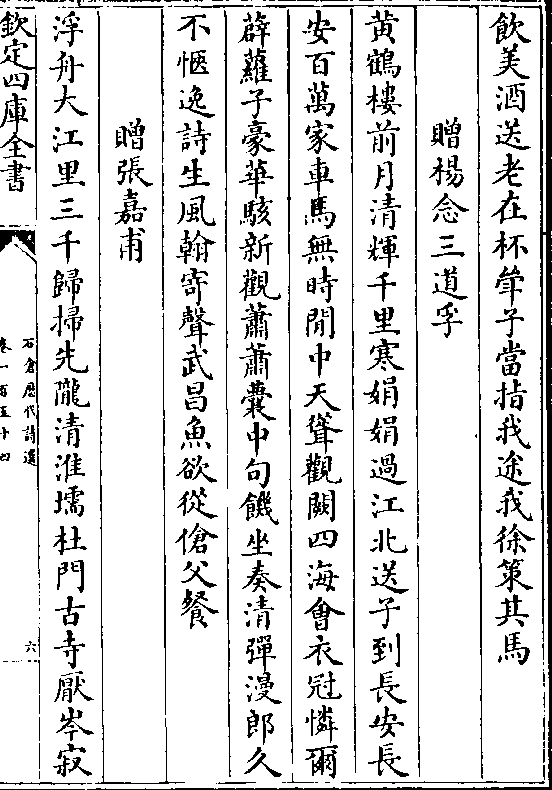 飲美酒送老在杯斝子當指我途我徐策其馬
贈楊念三道孚
黄鶴樓前月清輝千里寒娟娟過江北送子到長安長
安百萬家車馬無時閒中天聳觀闕四海會衣冠憐爾
薜蘿子豪華駭新觀蕭蕭囊中句饑坐奏清彈漫郎久
不愜逸詩生風翰寄聲武昌魚欲從傖父餐
贈張嘉甫
浮舟大江里三千歸掃先隴清淮壖杜門古寺厭岑寂
欽定四庫全書
石倉歴代詩選
卷一百五十四
六